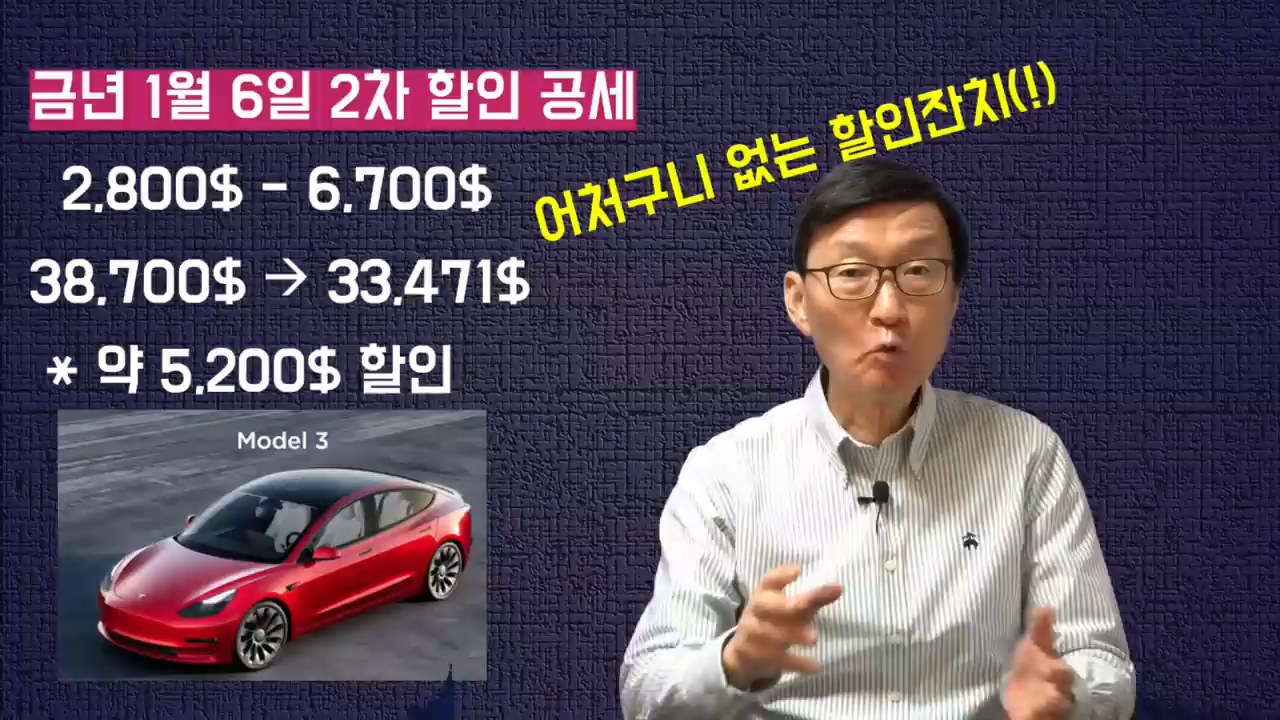 금년 1월 6일 2차 할인 공세
어처구니 없는 할인잔치(!)
2,800$ - 6,700$
38,700$ → 33,471$
* 약 5,200$ 할인
Model 3